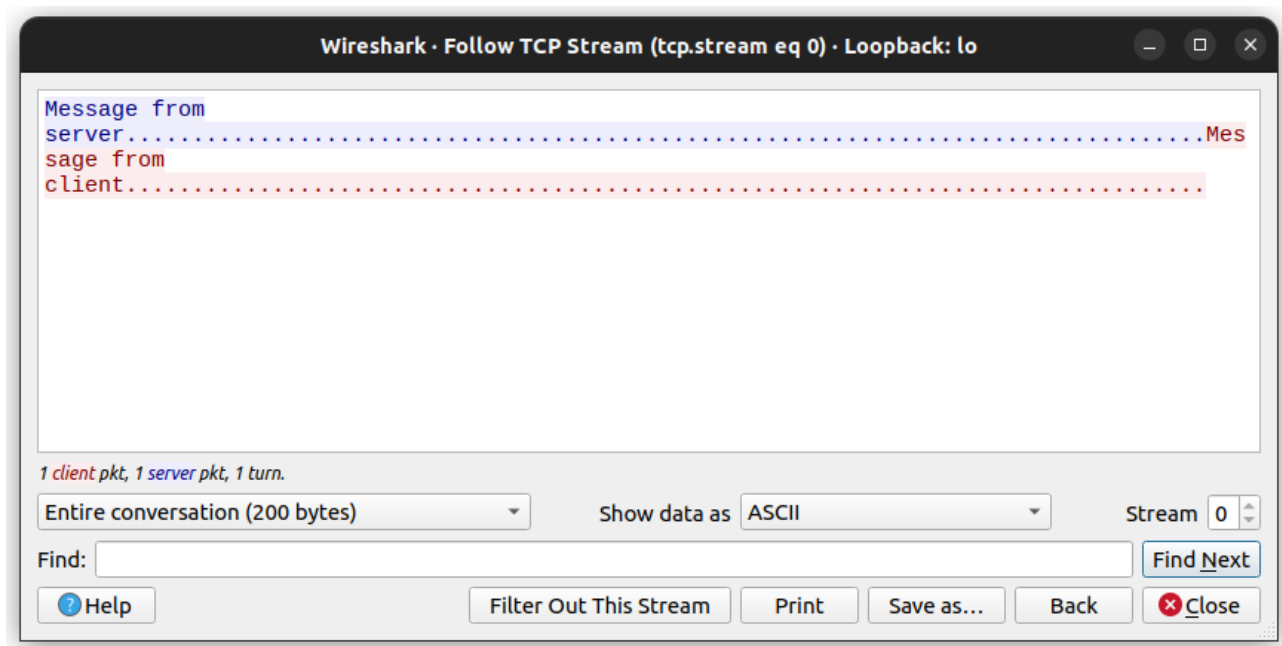 Wireshark · Follow TCP Stream (tcp.stream eq 0) · Loopback: lo
Message from
server.................................................................................Mes
sage from
client.................................................................................
1 client pkt, 1 server pkt, 1 turn.
Entire conversation (200 bytes) Show data as ASCII Stream 0
Find: Find Next
Help Filter Out This Stream Print Save as… Back Close